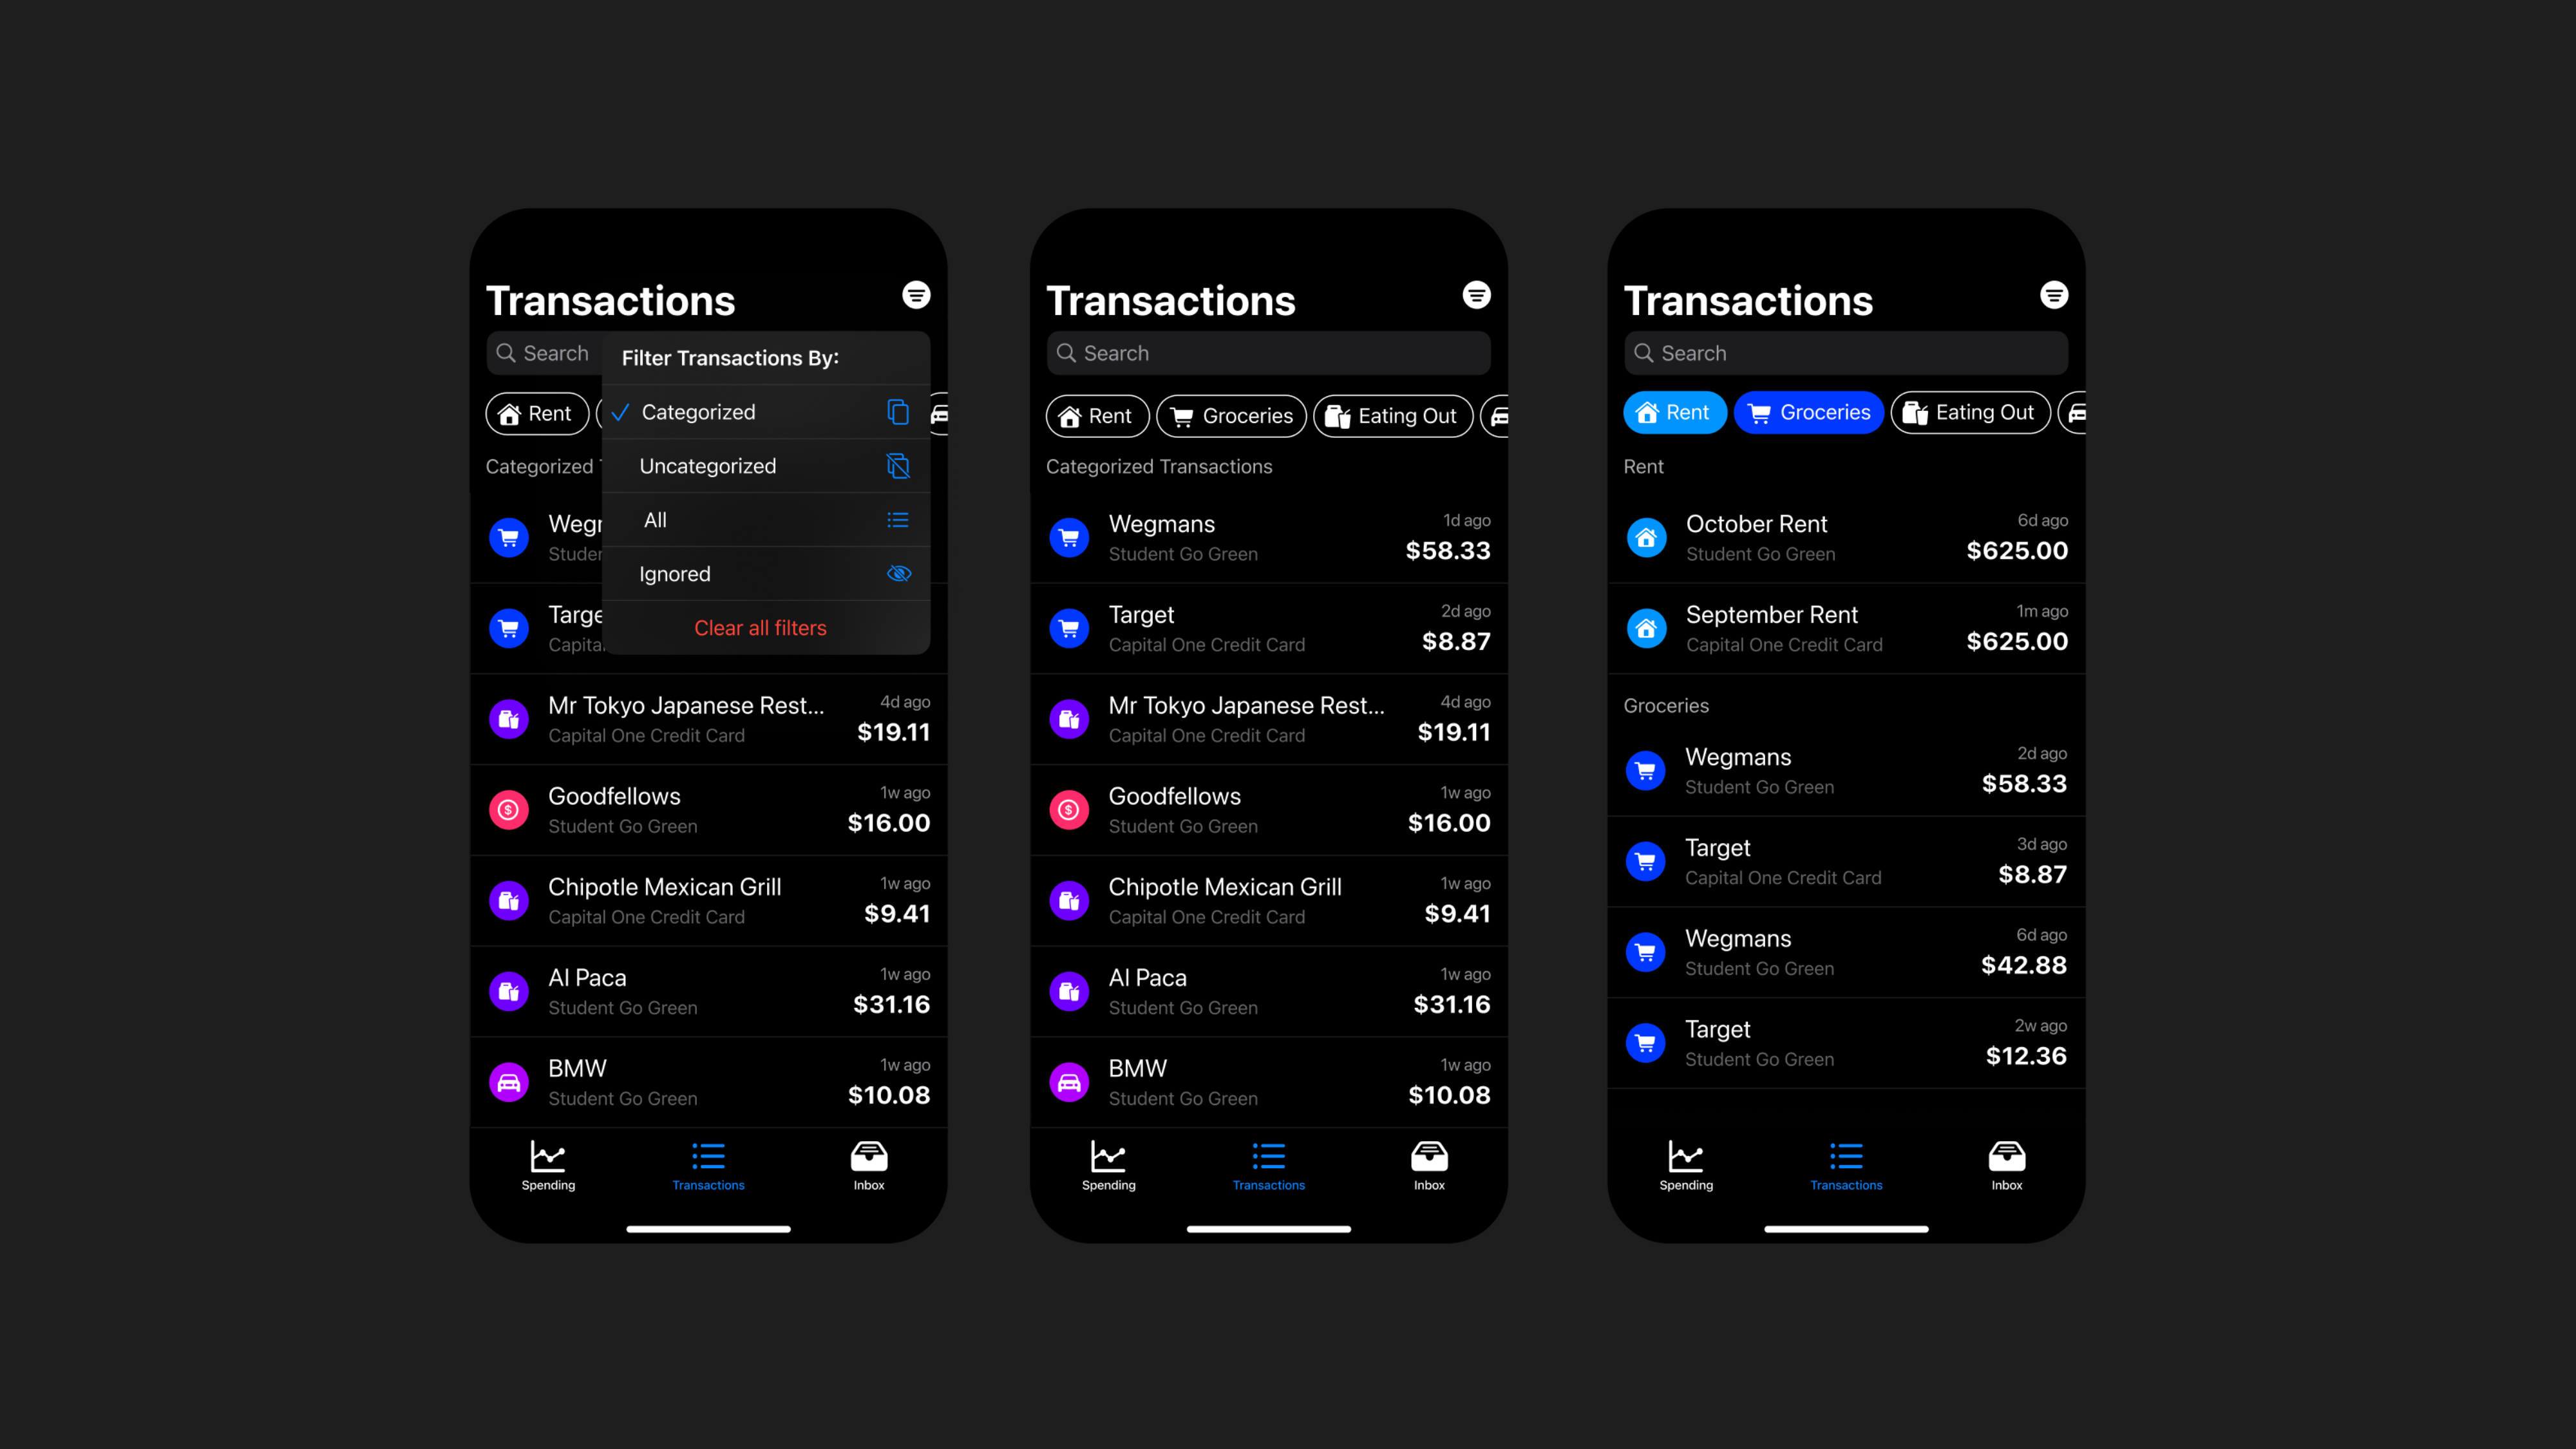 Transactions
Search
Filter Transactions By:
Rent
Categorized
Uncategorized
All
Ignored
Clear all filters
Categorized
Student Go Green
Mr Tokyo Japanese Rest...
4d ago
Capital One Credit Card
$19.11
Goodfellows
1w ago
Student Go Green
$16.00
Chipotle Mexican Grill
1w ago
Capital One Credit Card
$9.41
Al Paca
1w ago
Student Go Green
$31.16
BMW
1w ago
Student Go Green
$10.08
Spending
Transactions
Inbox
Transactions
Search
Rent
Groceries
Eating Out
Categorized Transactions
Wegmans
1d ago
Student Go Green
$58.33
Target
2d ago
Capital One Credit Card
$8.87
Mr Tokyo Japanese Rest...
4d ago
Capital One Credit Card
$19.11
Goodfellows
1w ago
Student Go Green
$16.00
Chipotle Mexican Grill
1w ago
Capital One Credit Card
$9.41
Al Paca
1w ago
Student Go Green
$31.16
BMW
1w ago
Student Go Green
$10.08
Spending
Transactions
Inbox
Transactions
Search
Rent
Groceries
Eating Out
Rent
October Rent
6d ago
Student Go Green
$625.00
September Rent
1m ago
Capital One Credit Card
$625.00
Groceries
Wegmans
2d ago
Student Go Green
$58.33
Target
3d ago
Capital One Credit Card
$8.87
Wegmans
6d ago
Student Go Green
$42.88
Target
2w ago
Student Go Green
$12.36
Spending
Transactions
Inbox